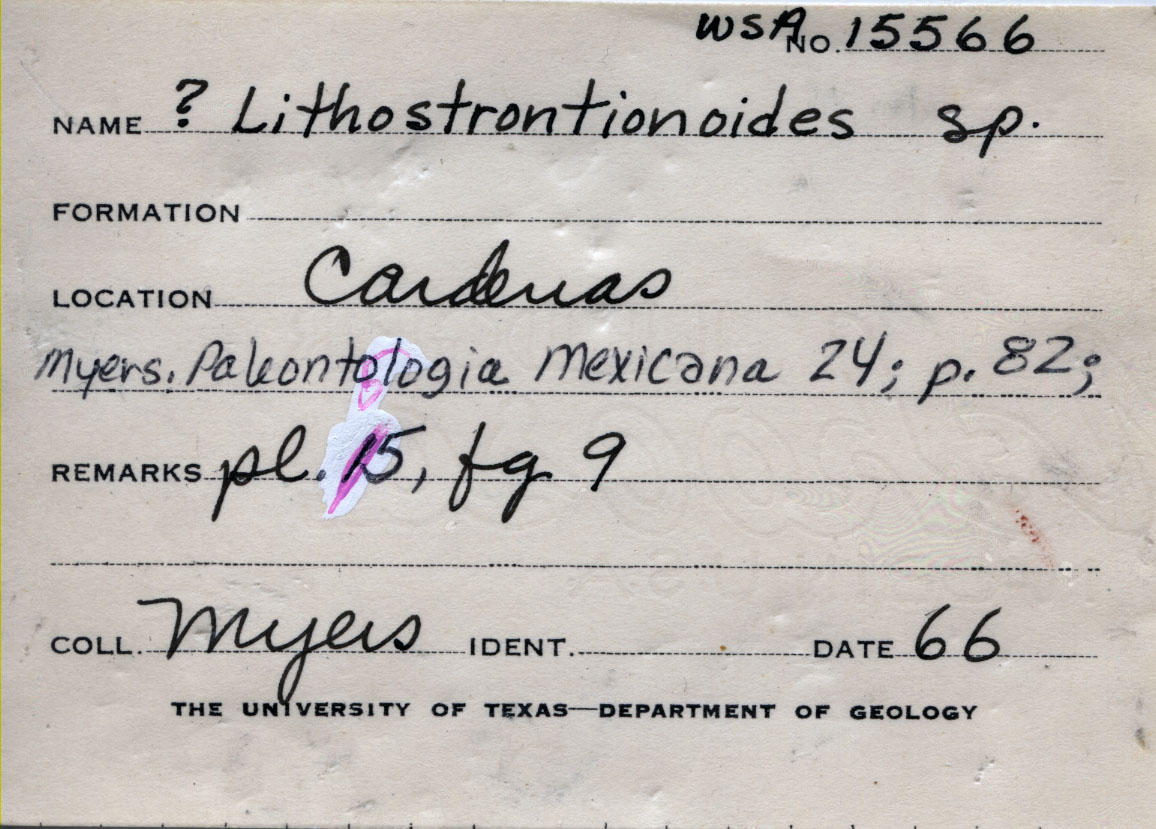 WSA NO. 15566
NAME ? Lithostrontionoides sp.
FORMATION
LOCATION Cardenas
Myers. Paleontologia Mexicana 24; p. 82;
REMARKS pl. 15, fg 9
COLL. Myers IDENT. DATE 66
THE UNIVERSITY OF TEXAS—DEPARTMENT OF GEOLOGY